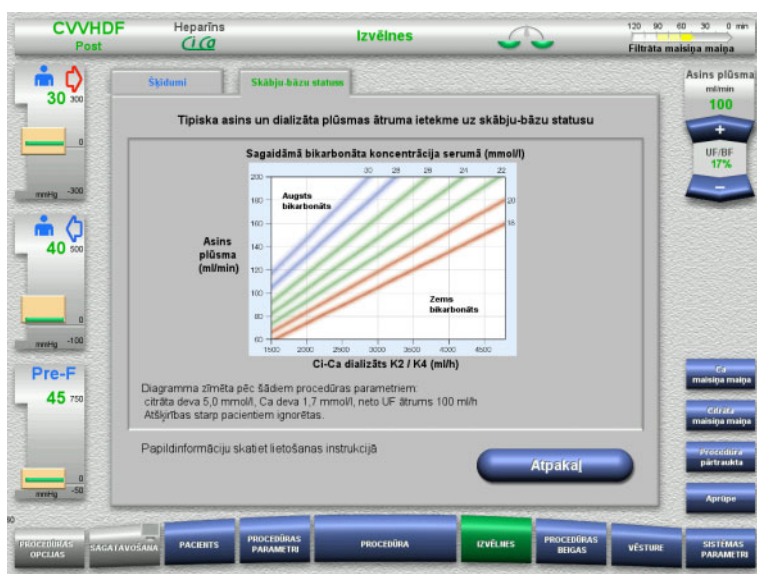 CVVHDF
Post
Heparīns
Ci Ca
Izvēlnes
120 90 60 30 0 min
Filtrāta maisiņa maiņa
30 300
0
mmHg -300
40 500
0
mmHg -100
Pre-F
45 750
0
mmHg -50
Šķīdumi
Skābju-bāzu statuss
Tipiska asins un dializāta plūsmas ātruma ietekme uz skābju-bāzu statusu
Sagaidāmā bikarbonāta koncentrācija serumā (mmol/l)
30 28 26 24 22
20
18
200
180
160
140
120
100
80
60
Augsts
bikarbonāts
Zems
bikarbonāts
Asins
plūsma
(ml/min)
1500 2000 2500 3000 3500 4000 4500
Ci-Ca dializāts K2 / K4 (ml/h)
Diagramma zīmēta pēc šādiem procedūras parametriem:
citrāta deva 5,0 mmol/l, Ca deva 1,7 mmol/l, neto UF ātrums 100 ml/h
Atšķirības starp pacientiem ignorētas.
Papildinformāciju skatiet lietošanas instrukcijā
Atpakaļ
Asins plūsma
ml/min
100
+
UF/BF
17%
−
Ca
maisiņa maiņa
Citrāta
maisiņa maiņa
Procedūra
pārtraukta
Aprūpe
PROCEDŪRAS
OPCIJAS
SAGATAVOŠANA
PACIENTS
PROCEDŪRAS
PARAMETRI
PROCEDŪRA
IZVĒLNES
PROCEDŪRAS
BEIGAS
VĒSTURE
SISTĒMAS
PARAMETRI